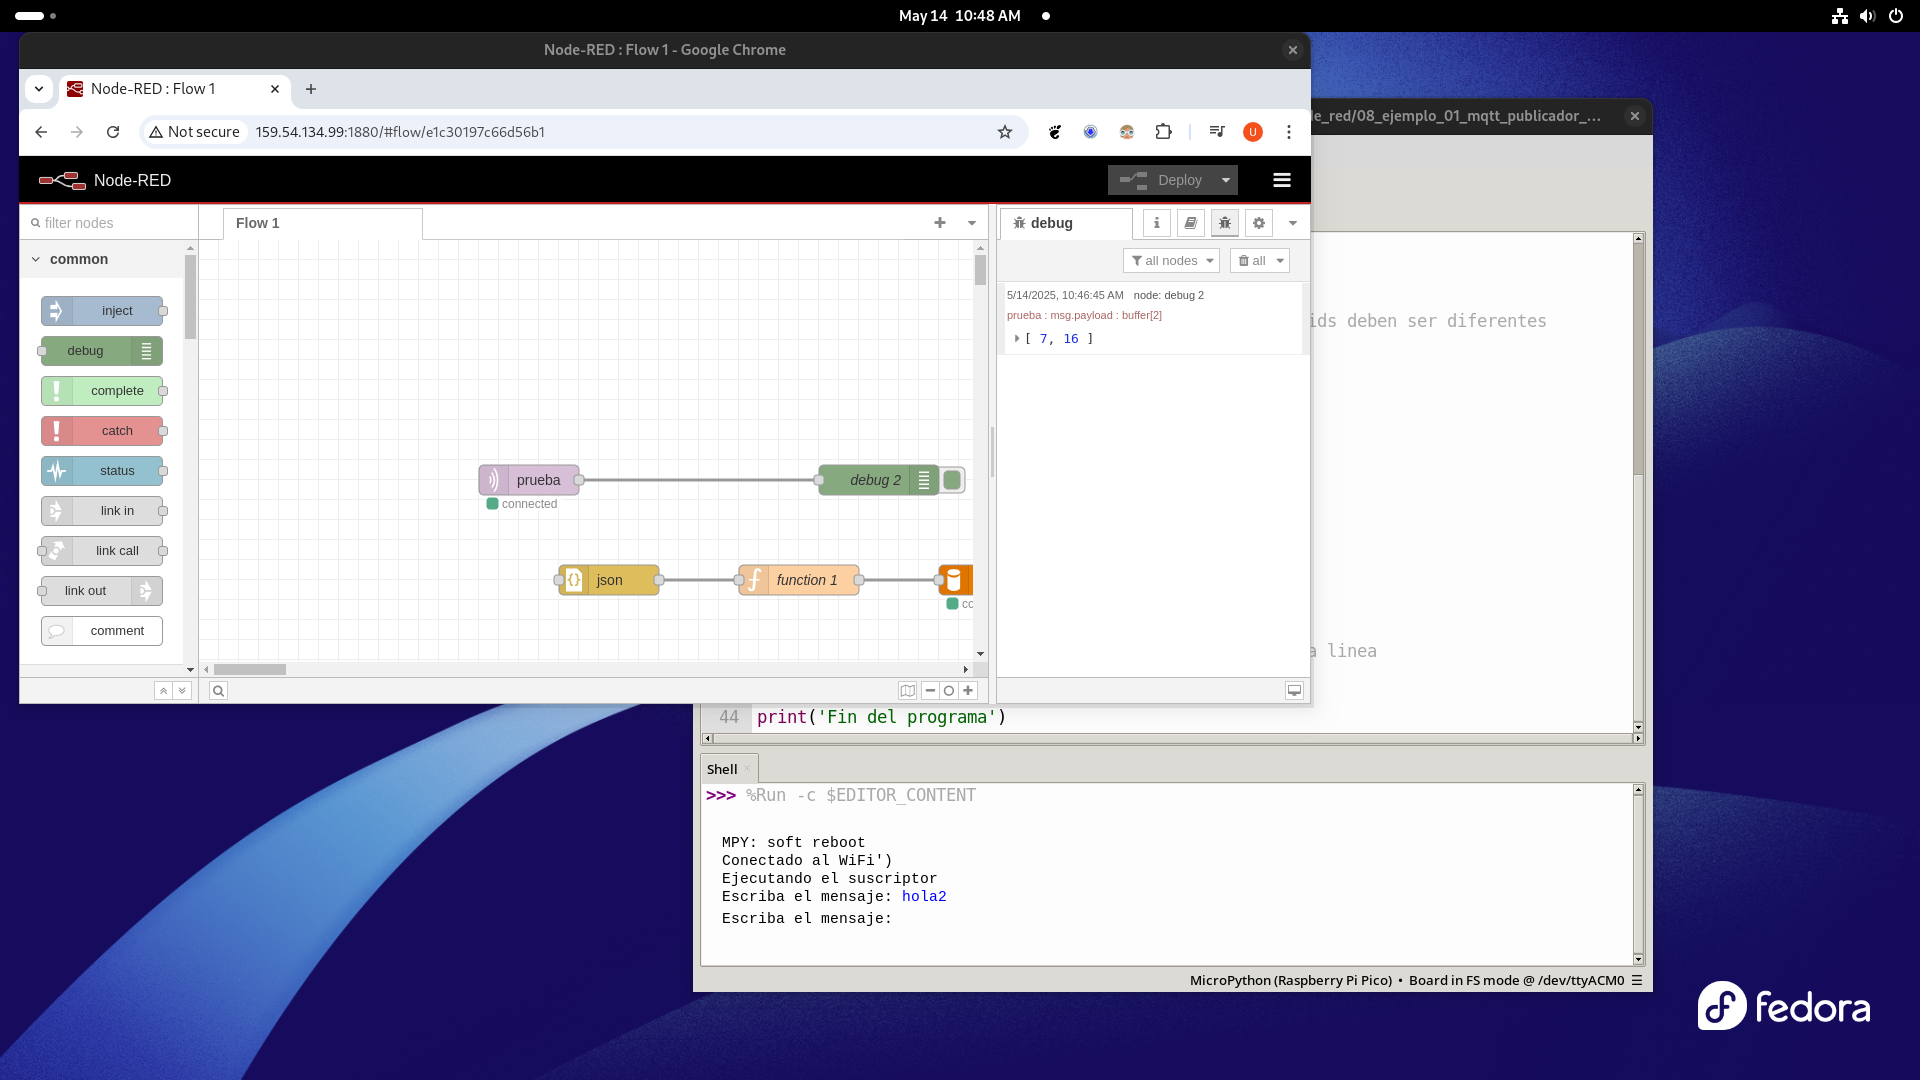 May 14 10:48 AM
Node-RED : Flow 1 - Google Chrome
Node-RED : Flow 1
Not secure 159.54.134.99:1880/#flow/e1c30197c66d56b1
U
Node-RED
Deploy
filter nodes
Flow 1
debug
i
common
all nodes
all
inject
debug
complete
catch
status
link in
link call
link out
comment
prueba
connected
debug 2
json
function 1
co
5/14/2025, 10:46:45 AM node: debug 2
prueba : msg.payload : buffer[2]
[ 7, 16 ]
e_red/08_ejemplo_01_mqtt_publicador_...
ids deben ser diferentes
a linea
44 print('Fin del programa')
Shell
>>> %Run -c $EDITOR_CONTENT
MPY: soft reboot
Conectado al WiFi')
Ejecutando el suscriptor
Escriba el mensaje: hola2
Escriba el mensaje:
MicroPython (Raspberry Pi Pico) • Board in FS mode @ /dev/ttyACM0 ☰
fedora